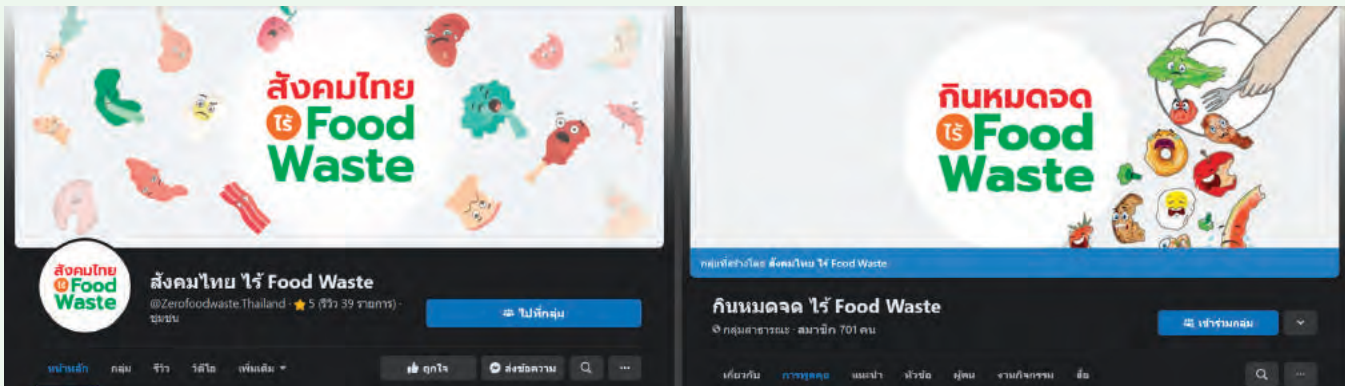 สังคมไทย
ไร้ Food
Waste
สังคมไทย
ไร้ Food
Waste
สังคมไทย ไร้ Food Waste
@Zerofoodwaste.Thailand · 5 (รีวิว 39 รายการ) ·
ชุมชน
ไปที่กลุ่ม
หน้าหลัก กลุ่ม รีวิว วิดีโอ เพิ่มเติม
ถูกใจ ส่งข้อความ
กินหมดจด
ไร้ Food
Waste
กลุ่มที่สร้างโดย สังคมไทย ไร้ Food Waste
กินหมดจด ไร้ Food Waste
กลุ่มสาธารณะ · สมาชิก 701 คน
เข้าร่วมกลุ่ม
เกี่ยวกับ การพูดคุย แนะนำ หัวข้อ ผู้คน งานกิจกรรม สื่อ